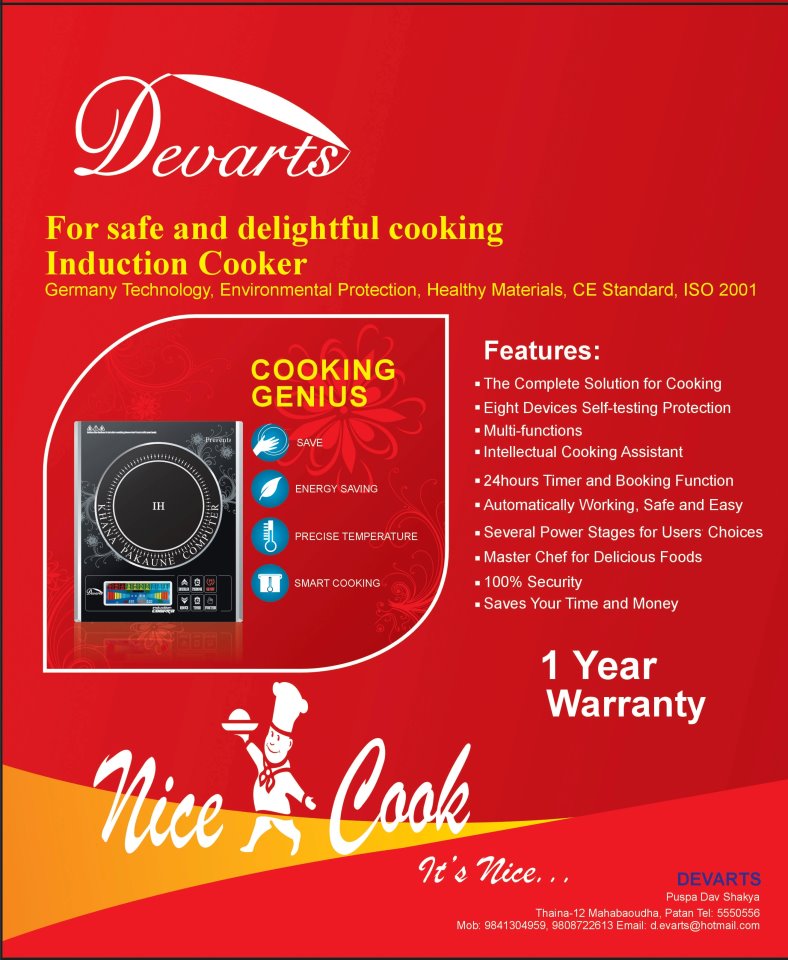 Devarts
For safe and delightful cooking
Induction Cooker
Germany Technology, Environmental Protection, Healthy Materials, CE Standard, ISO 2001
COOKING
GENIUS
SAVE
ENERGY SAVING
PRECISE TEMPERATURE
SMART COOKING
IH
KHANA PAKAUNE COMPUTER
Features:
The Complete Solution for Cooking
Eight Devices Self-testing Protection
Multi-functions
Intellectual Cooking Assistant
24hours Timer and Booking Function
Automatically Working, Safe and Easy
Several Power Stages for Users' Choices
Master Chef for Delicious Foods
100% Security
Saves Your Time and Money
1 Year
Warranty
Nice Cook
It's Nice...
DEVARTS
Puspa Dav Shakya
Thaina-12 Mahabaoudha, Patan Tel: 5550556
Mob: 9841304959, 9808722613 Email: d.evarts@hotmail.com